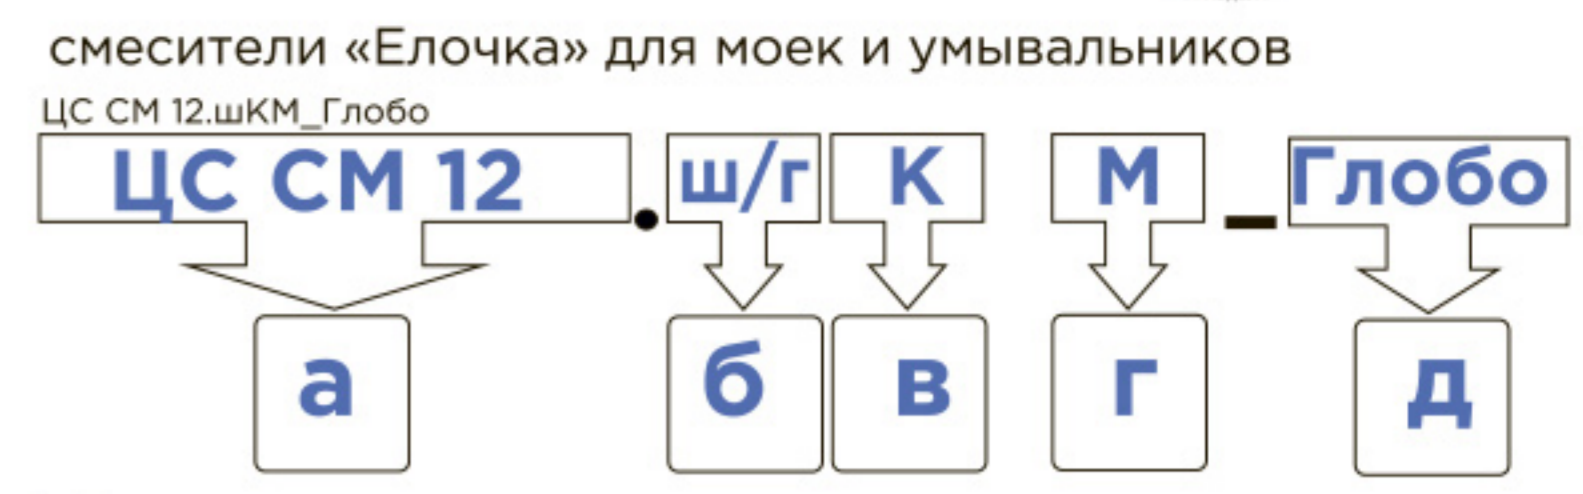 смесители «Елочка» для моек и умывальников
ЦС СМ 12.шКМ_Глобо
ЦС СМ 12 . ш/г К М _ Глобо
а б в г д